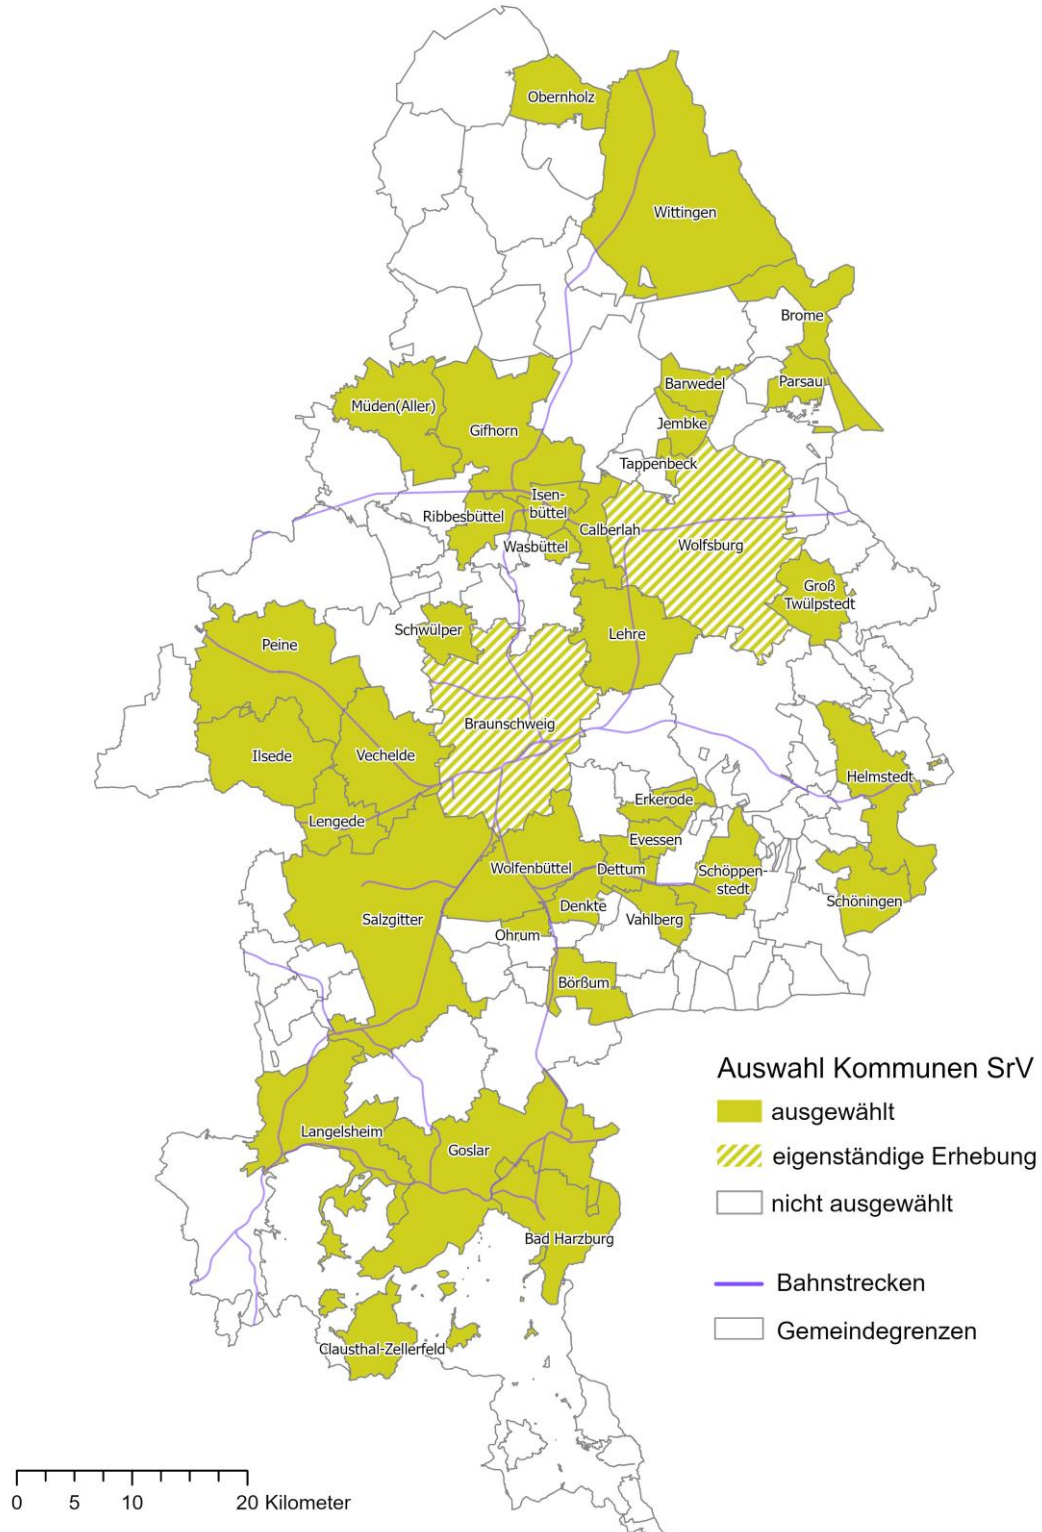 Obernholz
Wittingen
Brome
Barwedel
Parsau
Müden(Aller)
Jembke
Gifhorn
Tappenbeck
Isen-
büttel
Ribbesbüttel
Calberlah
Wasbüttel
Wolfsburg
Groß
Twülpstedt
Schwülper
Lehre
Peine
Braunschweig
Ilsede
Vechelde
Helmstedt
Erkerode
Lengede
Evessen
Wolfenbüttel
Dettum
Schöppen-
stedt
Schöningen
Denkte
Salzgitter
Vahlberg
Ohrum
Börßum
Langelsheim
Goslar
Bad Harzburg
Clausthal-Zellerfeld
Auswahl Kommunen SrV
ausgewählt
eigenständige Erhebung
nicht ausgewählt
Bahnstrecken
Gemeindegrenzen
0 5 10 20 Kilometer